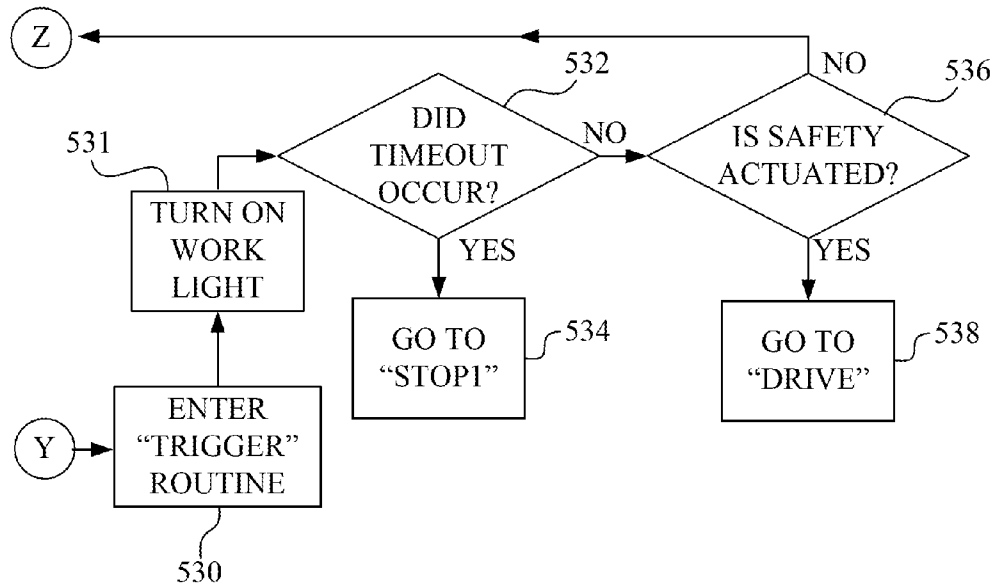 Z
NO
532
536
DID
TIMEOUT
OCCUR?
NO
IS SAFETY
ACTUATED?
531
TURN ON
WORK
LIGHT
YES
YES
GO TO
“STOP1”
534
GO TO
“DRIVE”
538
Y
ENTER
“TRIGGER”
ROUTINE
530